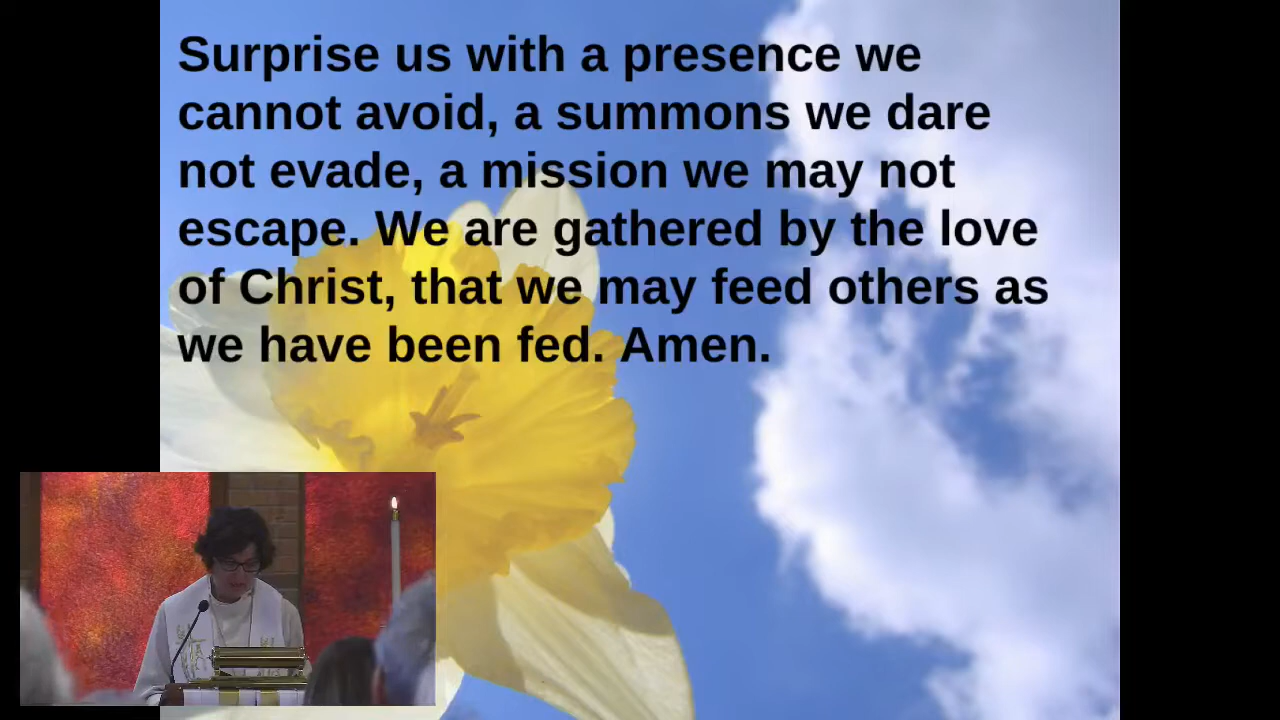 Surprise us with a presence we
cannot avoid, a summons we dare
not evade, a mission we may not
escape. We are gathered by the love
of Christ, that we may feed others as
we have been fed. Amen.